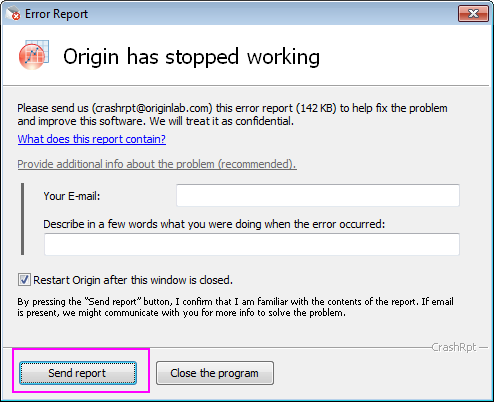 Error Report
Origin has stopped working
Please send us (crashrpt@originlab.com) this error report (142 KB) to help fix the problem
and improve this software. We will treat it as confidential.
What does this report contain?
Provide additional info about the problem (recommended).
Your E-mail:
Describe in a few words what you were doing when the error occurred:
Restart Origin after this window is closed.
By pressing the "Send report" button, I confirm that I am familiar with the contents of the report. If email
is present, we might communicate with you for more info to solve the problem.
CrashRpt
Send report
Close the program